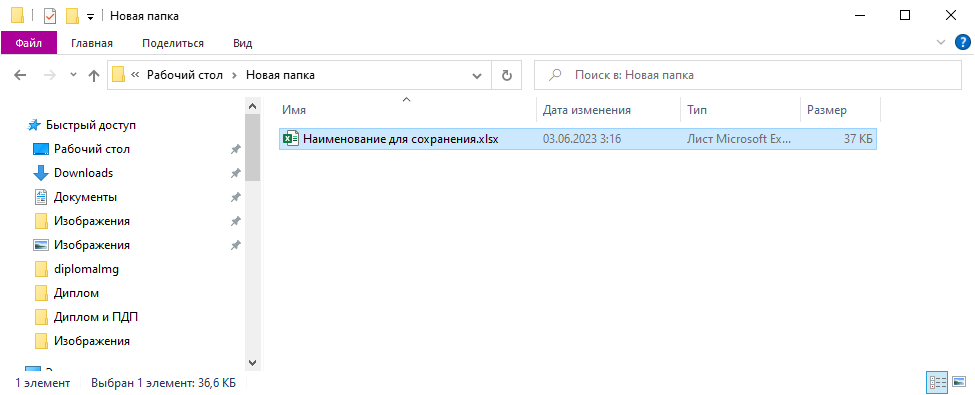 Новая папка
Файл Главная Поделиться Вид
« Рабочий стол › Новая папка
Поиск в: Новая папка
Имя Дата изменения Тип Размер
Наименование для сохранения.xlsx 03.06.2023 3:16 Лист Microsoft Ex... 37 КБ
Быстрый доступ
Рабочий стол
Downloads
Документы
Изображения
Изображения
diplomaImg
Диплом
Диплом и ПДП
Изображения
1 элемент Выбран 1 элемент: 36,6 КБ